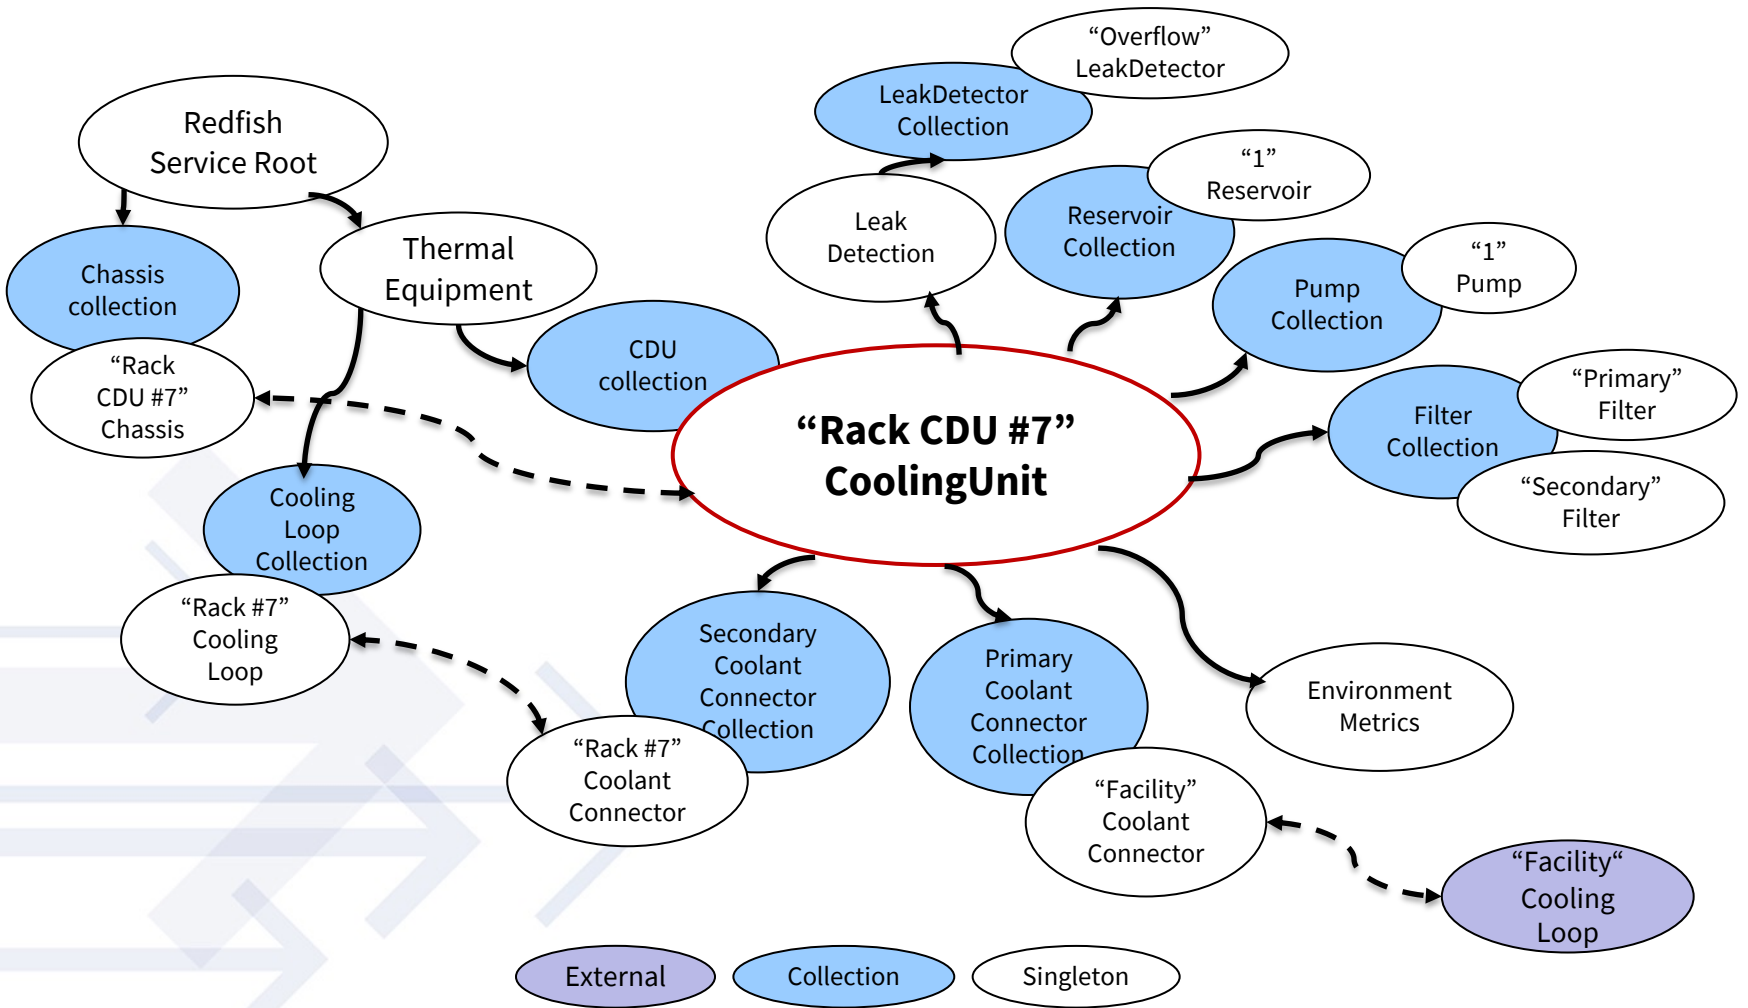 “Overflow”
LeakDetector
LeakDetector
Collection
Redfish
Service Root
“1”
Reservoir
Leak
Detection
Reservoir
Collection
Thermal
Equipment
“1”
Pump
Chassis
collection
Pump
Collection
CDU
collection
“Rack
CDU #7”
Chassis
“Primary”
Filter
“Rack CDU #7”
CoolingUnit
Filter
Collection
“Secondary”
Filter
Cooling
Loop
Collection
“Rack #7”
Cooling
Loop
Secondary
Coolant
Connector
Collection
Primary
Coolant
Connector
Collection
Environment
Metrics
“Rack #7”
Coolant
Connector
“Facility”
Coolant
Connector
“Facility“
Cooling
Loop
External
Collection
Singleton